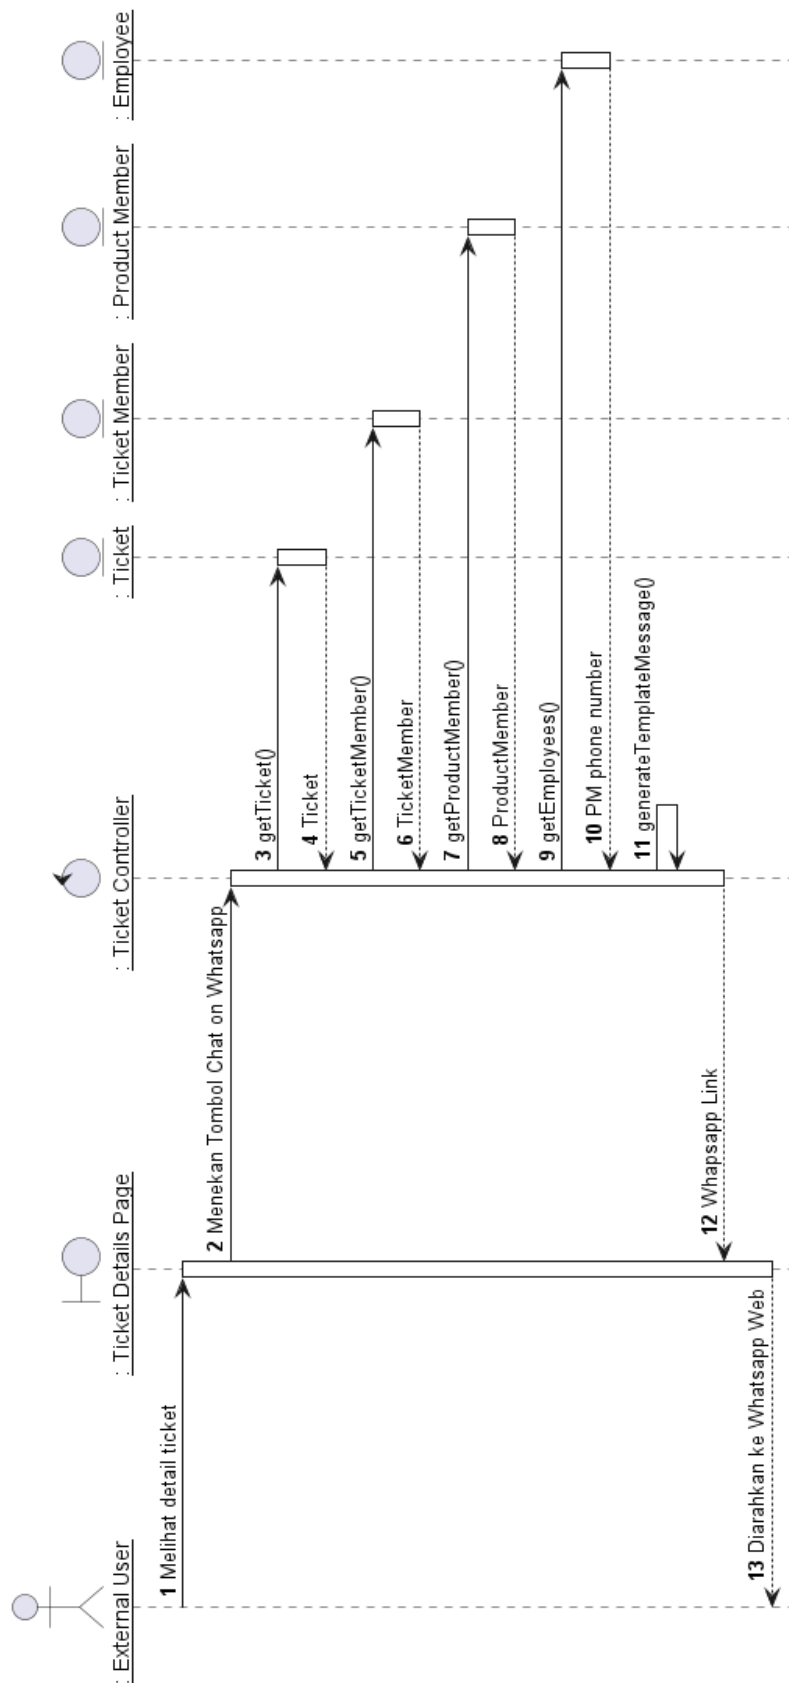 : External User
: Ticket Details Page
: Ticket Controller
: Ticket
: Ticket Member
: Product Member
: Employee
1 Melihat detail ticket
2 Menekan Tombol Chat on Whatsapp
3 getTicket()
4 Ticket
5 getTicketMember()
6 TicketMember
7 getProductMember()
8 ProductMember
9 getEmployees()
10 PM phone number
11 generateTemplateMessage()
12 Whapsapp Link
13 Diarahkan ke Whatsapp Web